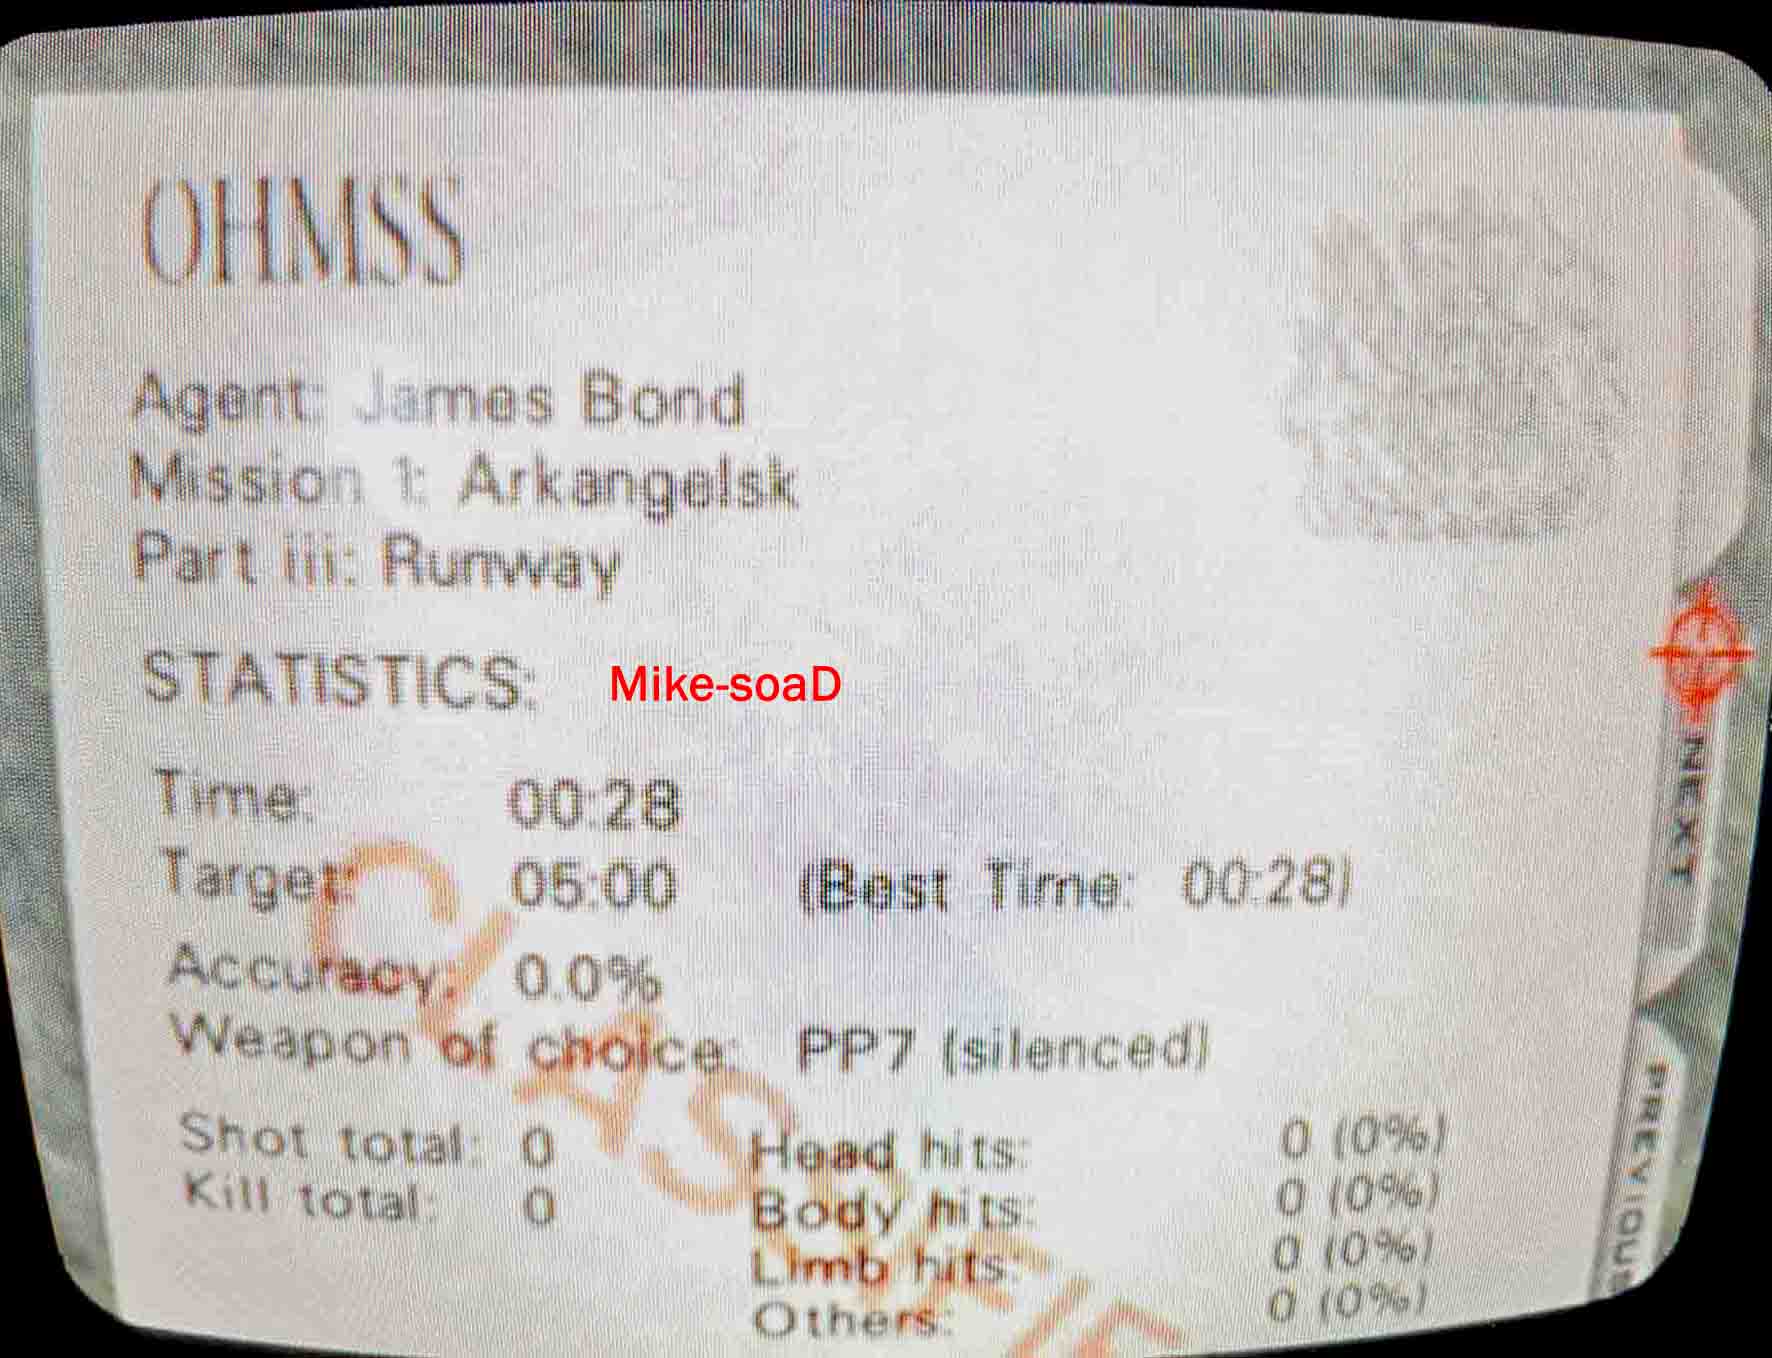 OHMSS
Agent: James Bond
Mission 1: Arkangelsk
Part iii: Runway
STATISTICS: Mike-soaD
Time: 00:28
Target: 05:00 (Best Time: 00:28)
Accuracy: 0.0%
Weapon of choice: PP7 (silenced)
Shot total: 0 Head hits: 0 (0%)
Kill total: 0 Body hits: 0 (0%)
Limb hits: 0 (0%)
Others: 0 (0%)
NEXT
PREVIOUS